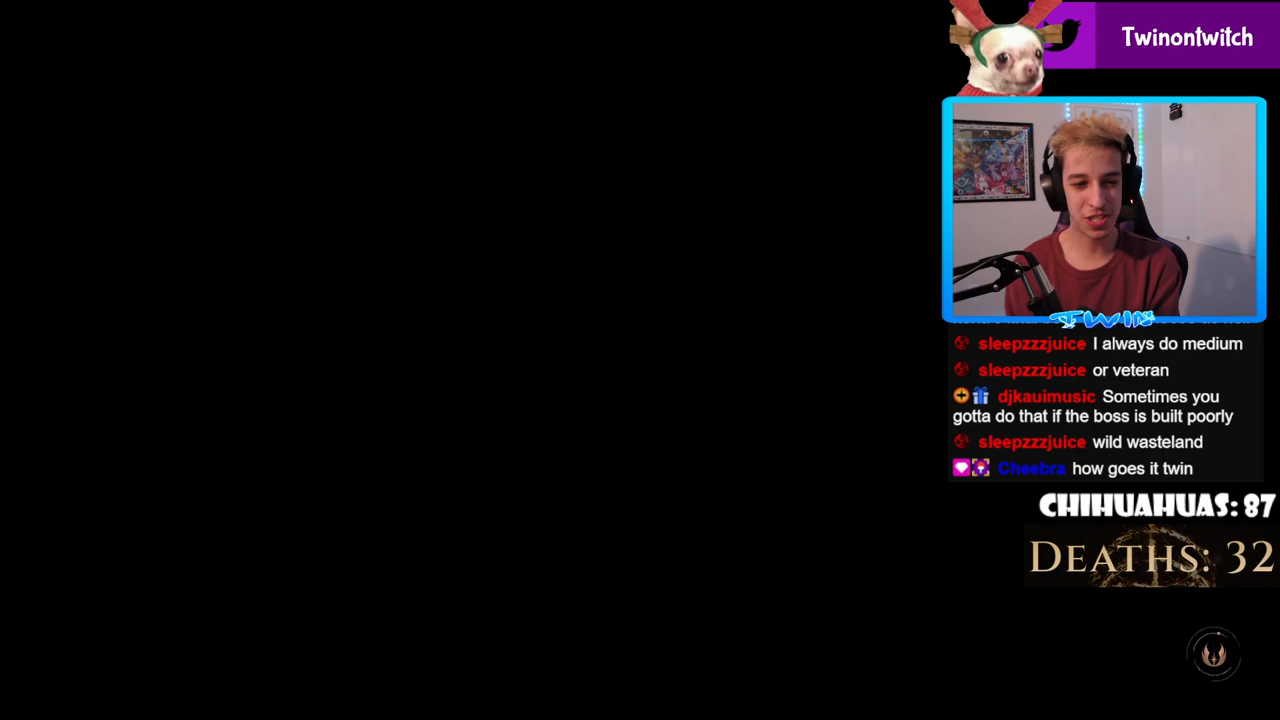 Twinontwitch
TWIN
sleepzzzjuice I always do medium
sleepzzzjuice or veteran
djkauimusic Sometimes you
gotta do that if the boss is built poorly
sleepzzzjuice wild wasteland
Cheebra how goes it twin
CHIHUAHUAS: 87
DEATHS: 32